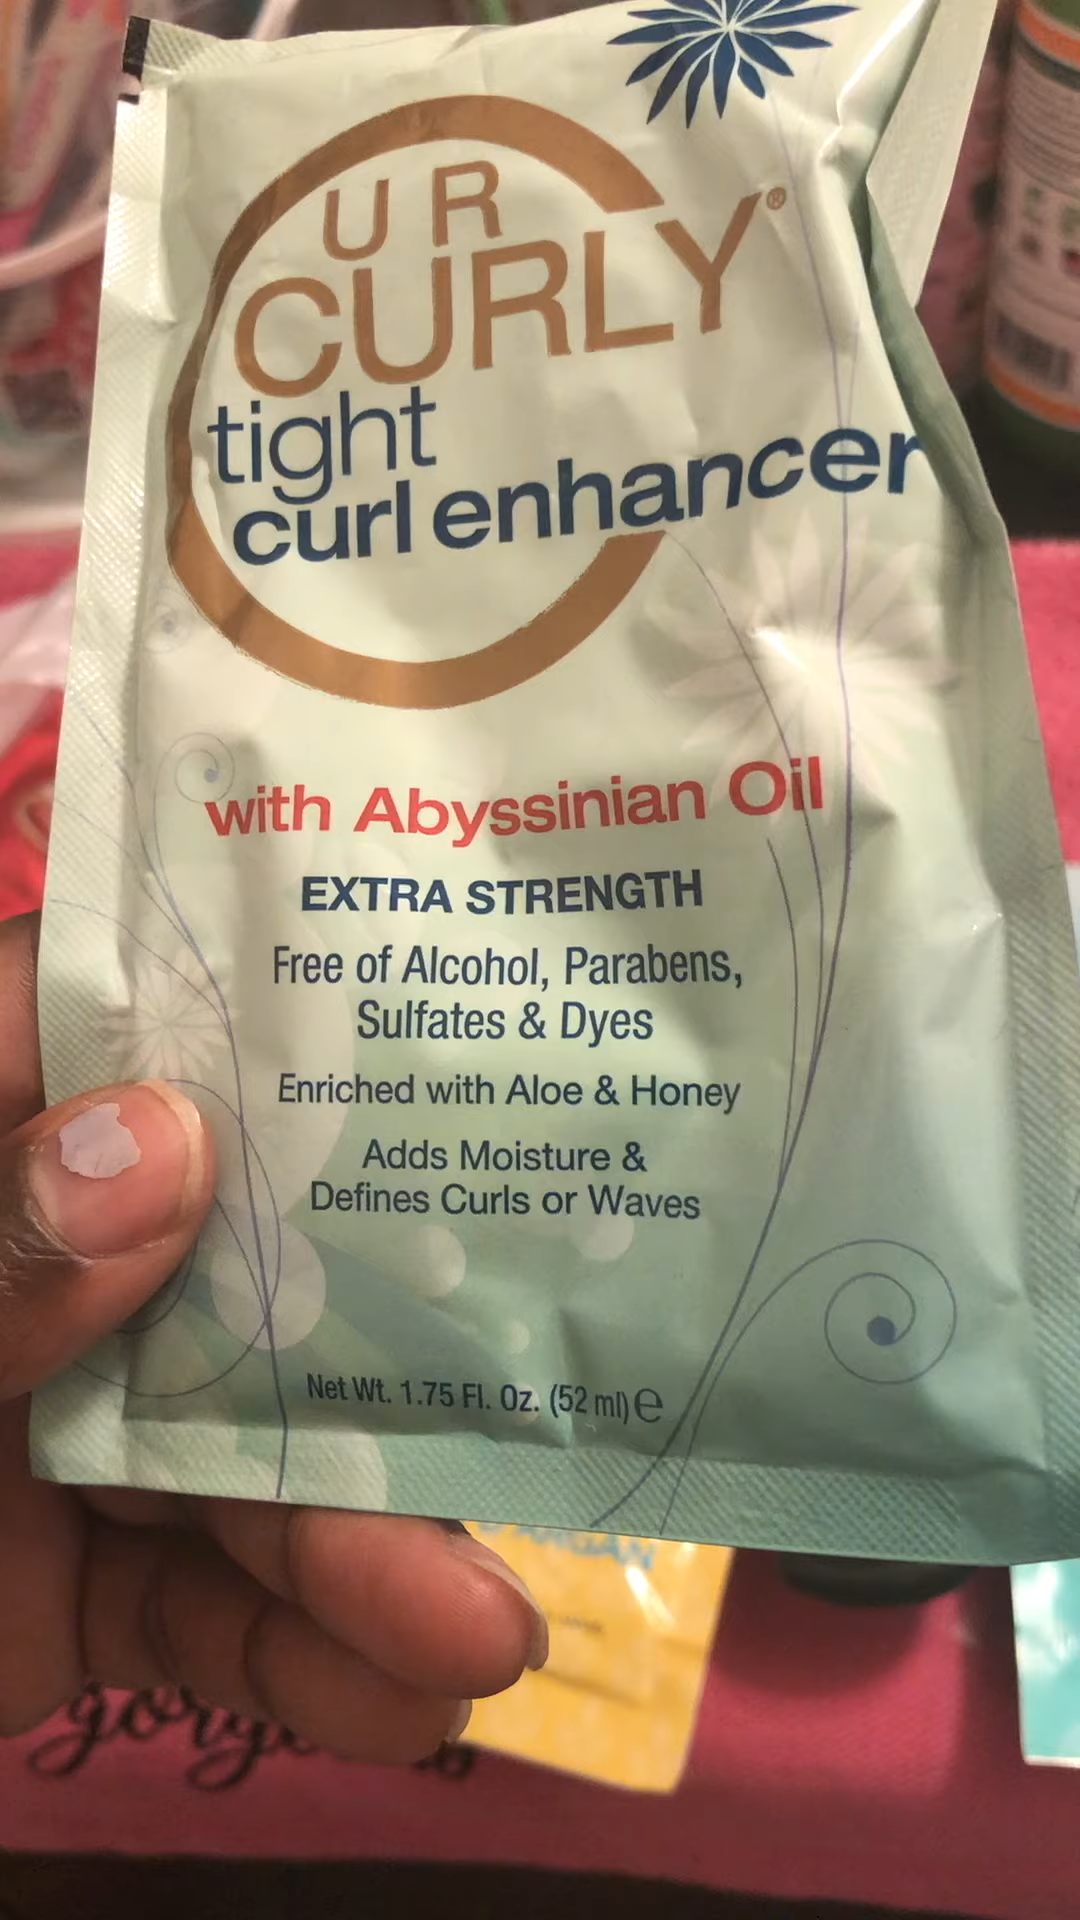 U R
CURLY®
tight
curl enhancer
with Abyssinian Oil
EXTRA STRENGTH
Free of Alcohol, Parabens,
Sulfates & Dyes
Enriched with Aloe & Honey
Adds Moisture &
Defines Curls or Waves
Net Wt. 1.75 Fl. Oz. (52 ml) e